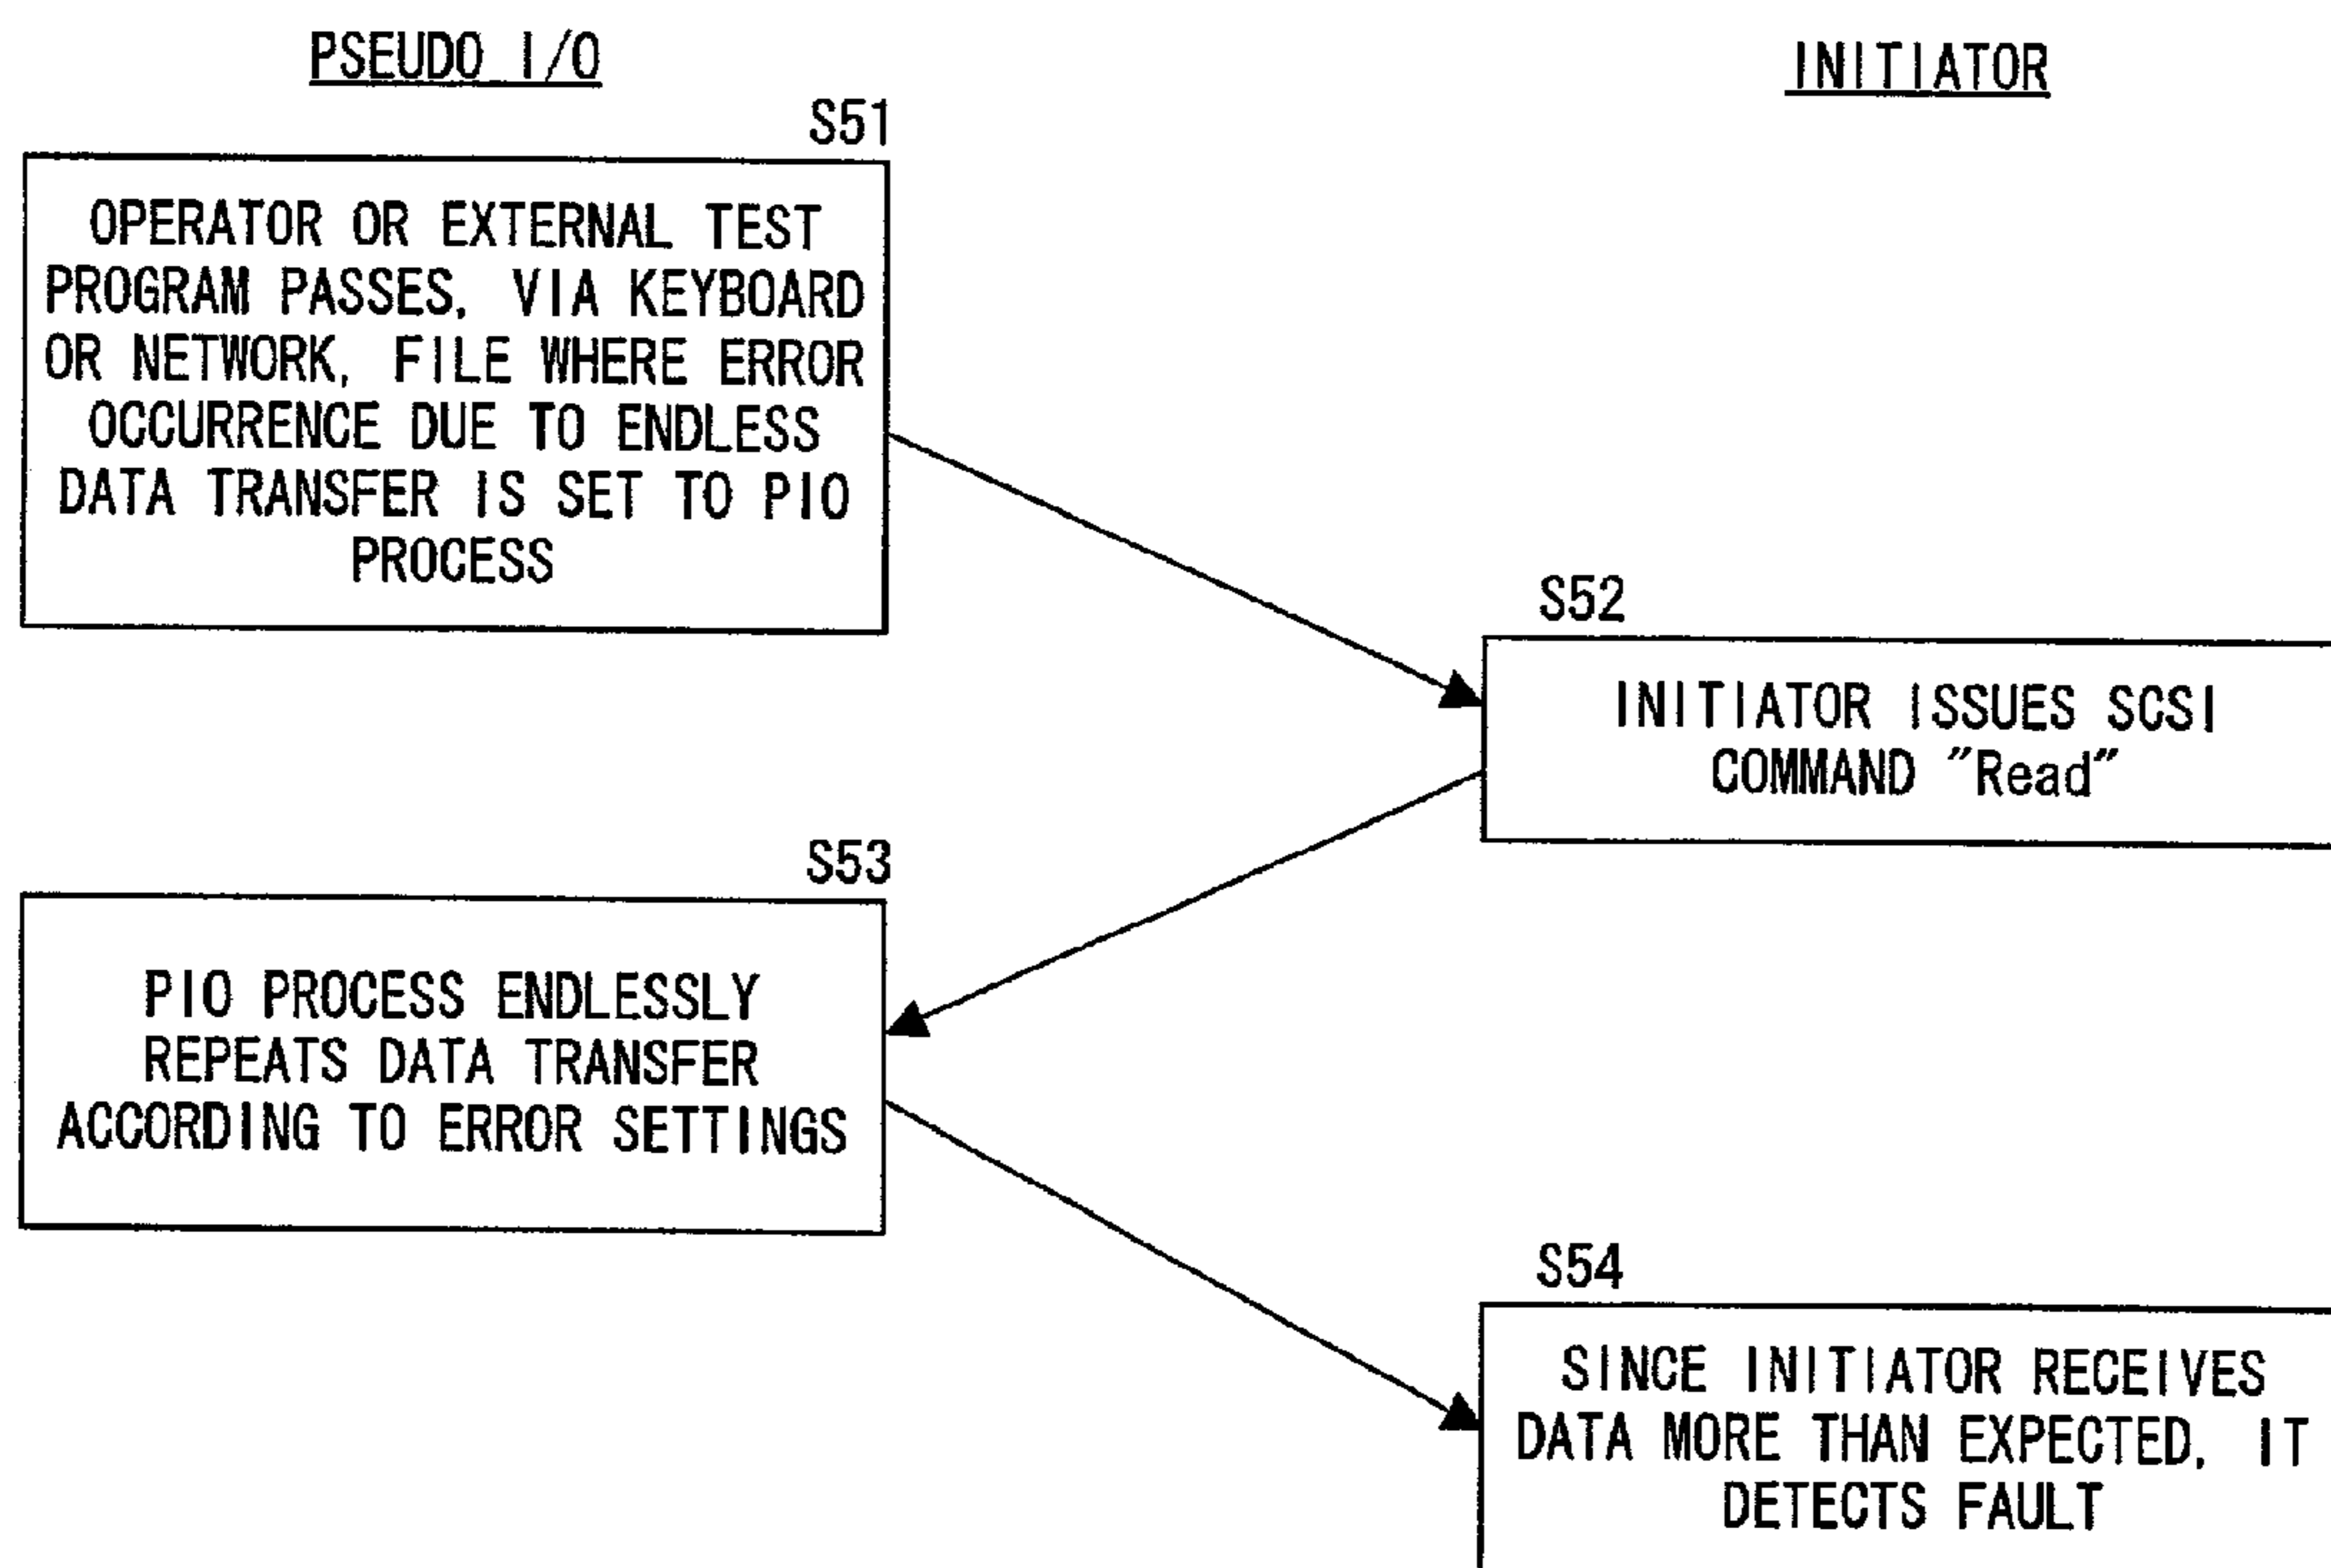 PSEUDO I/O
INITIATOR
S51
OPERATOR OR EXTERNAL TEST
PROGRAM PASSES, VIA KEYBOARD
OR NETWORK, FILE WHERE ERROR
OCCURRENCE DUE TO ENDLESS
DATA TRANSFER IS SET TO PIO
PROCESS
S52
INITIATOR ISSUES SCSI
COMMAND "Read"
S53
PIO PROCESS ENDLESSLY
REPEATS DATA TRANSFER
ACCORDING TO ERROR SETTINGS
S54
SINCE INITIATOR RECEIVES
DATA MORE THAN EXPECTED, IT
DETECTS FAULT